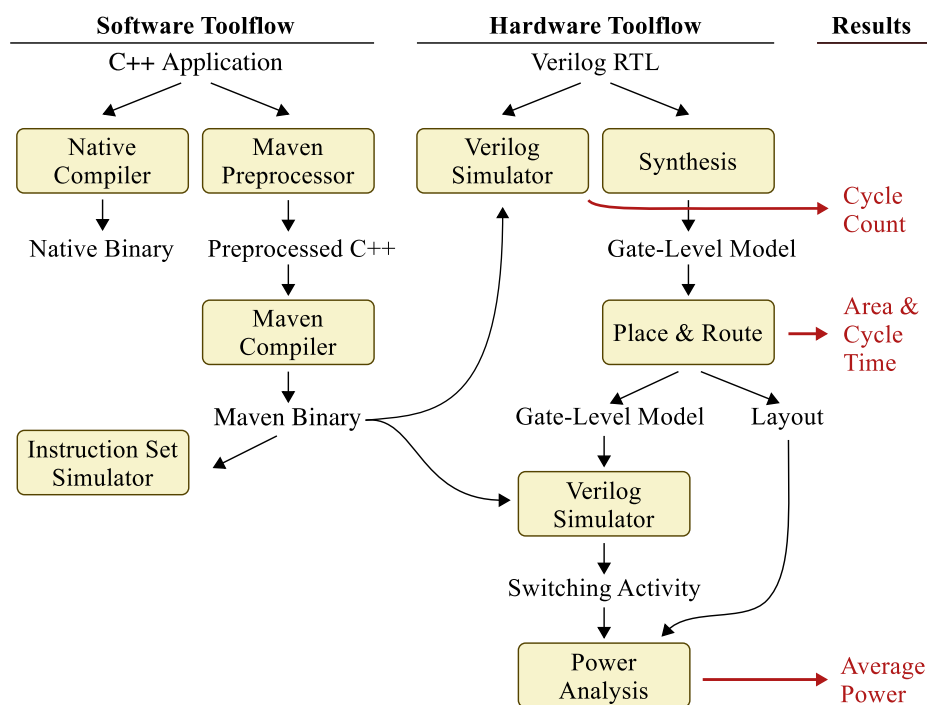 Software Toolflow
Hardware Toolflow
Results
C++ Application
Verilog RTL
Native
Compiler
Maven
Preprocessor
Verilog
Simulator
Synthesis
Cycle
Count
Native Binary
Preprocessed C++
Gate-Level Model
Maven
Compiler
Place & Route
Area &
Cycle
Time
Maven Binary
Gate-Level Model
Layout
Instruction Set
Simulator
Verilog
Simulator
Switching Activity
Power
Analysis
Average
Power